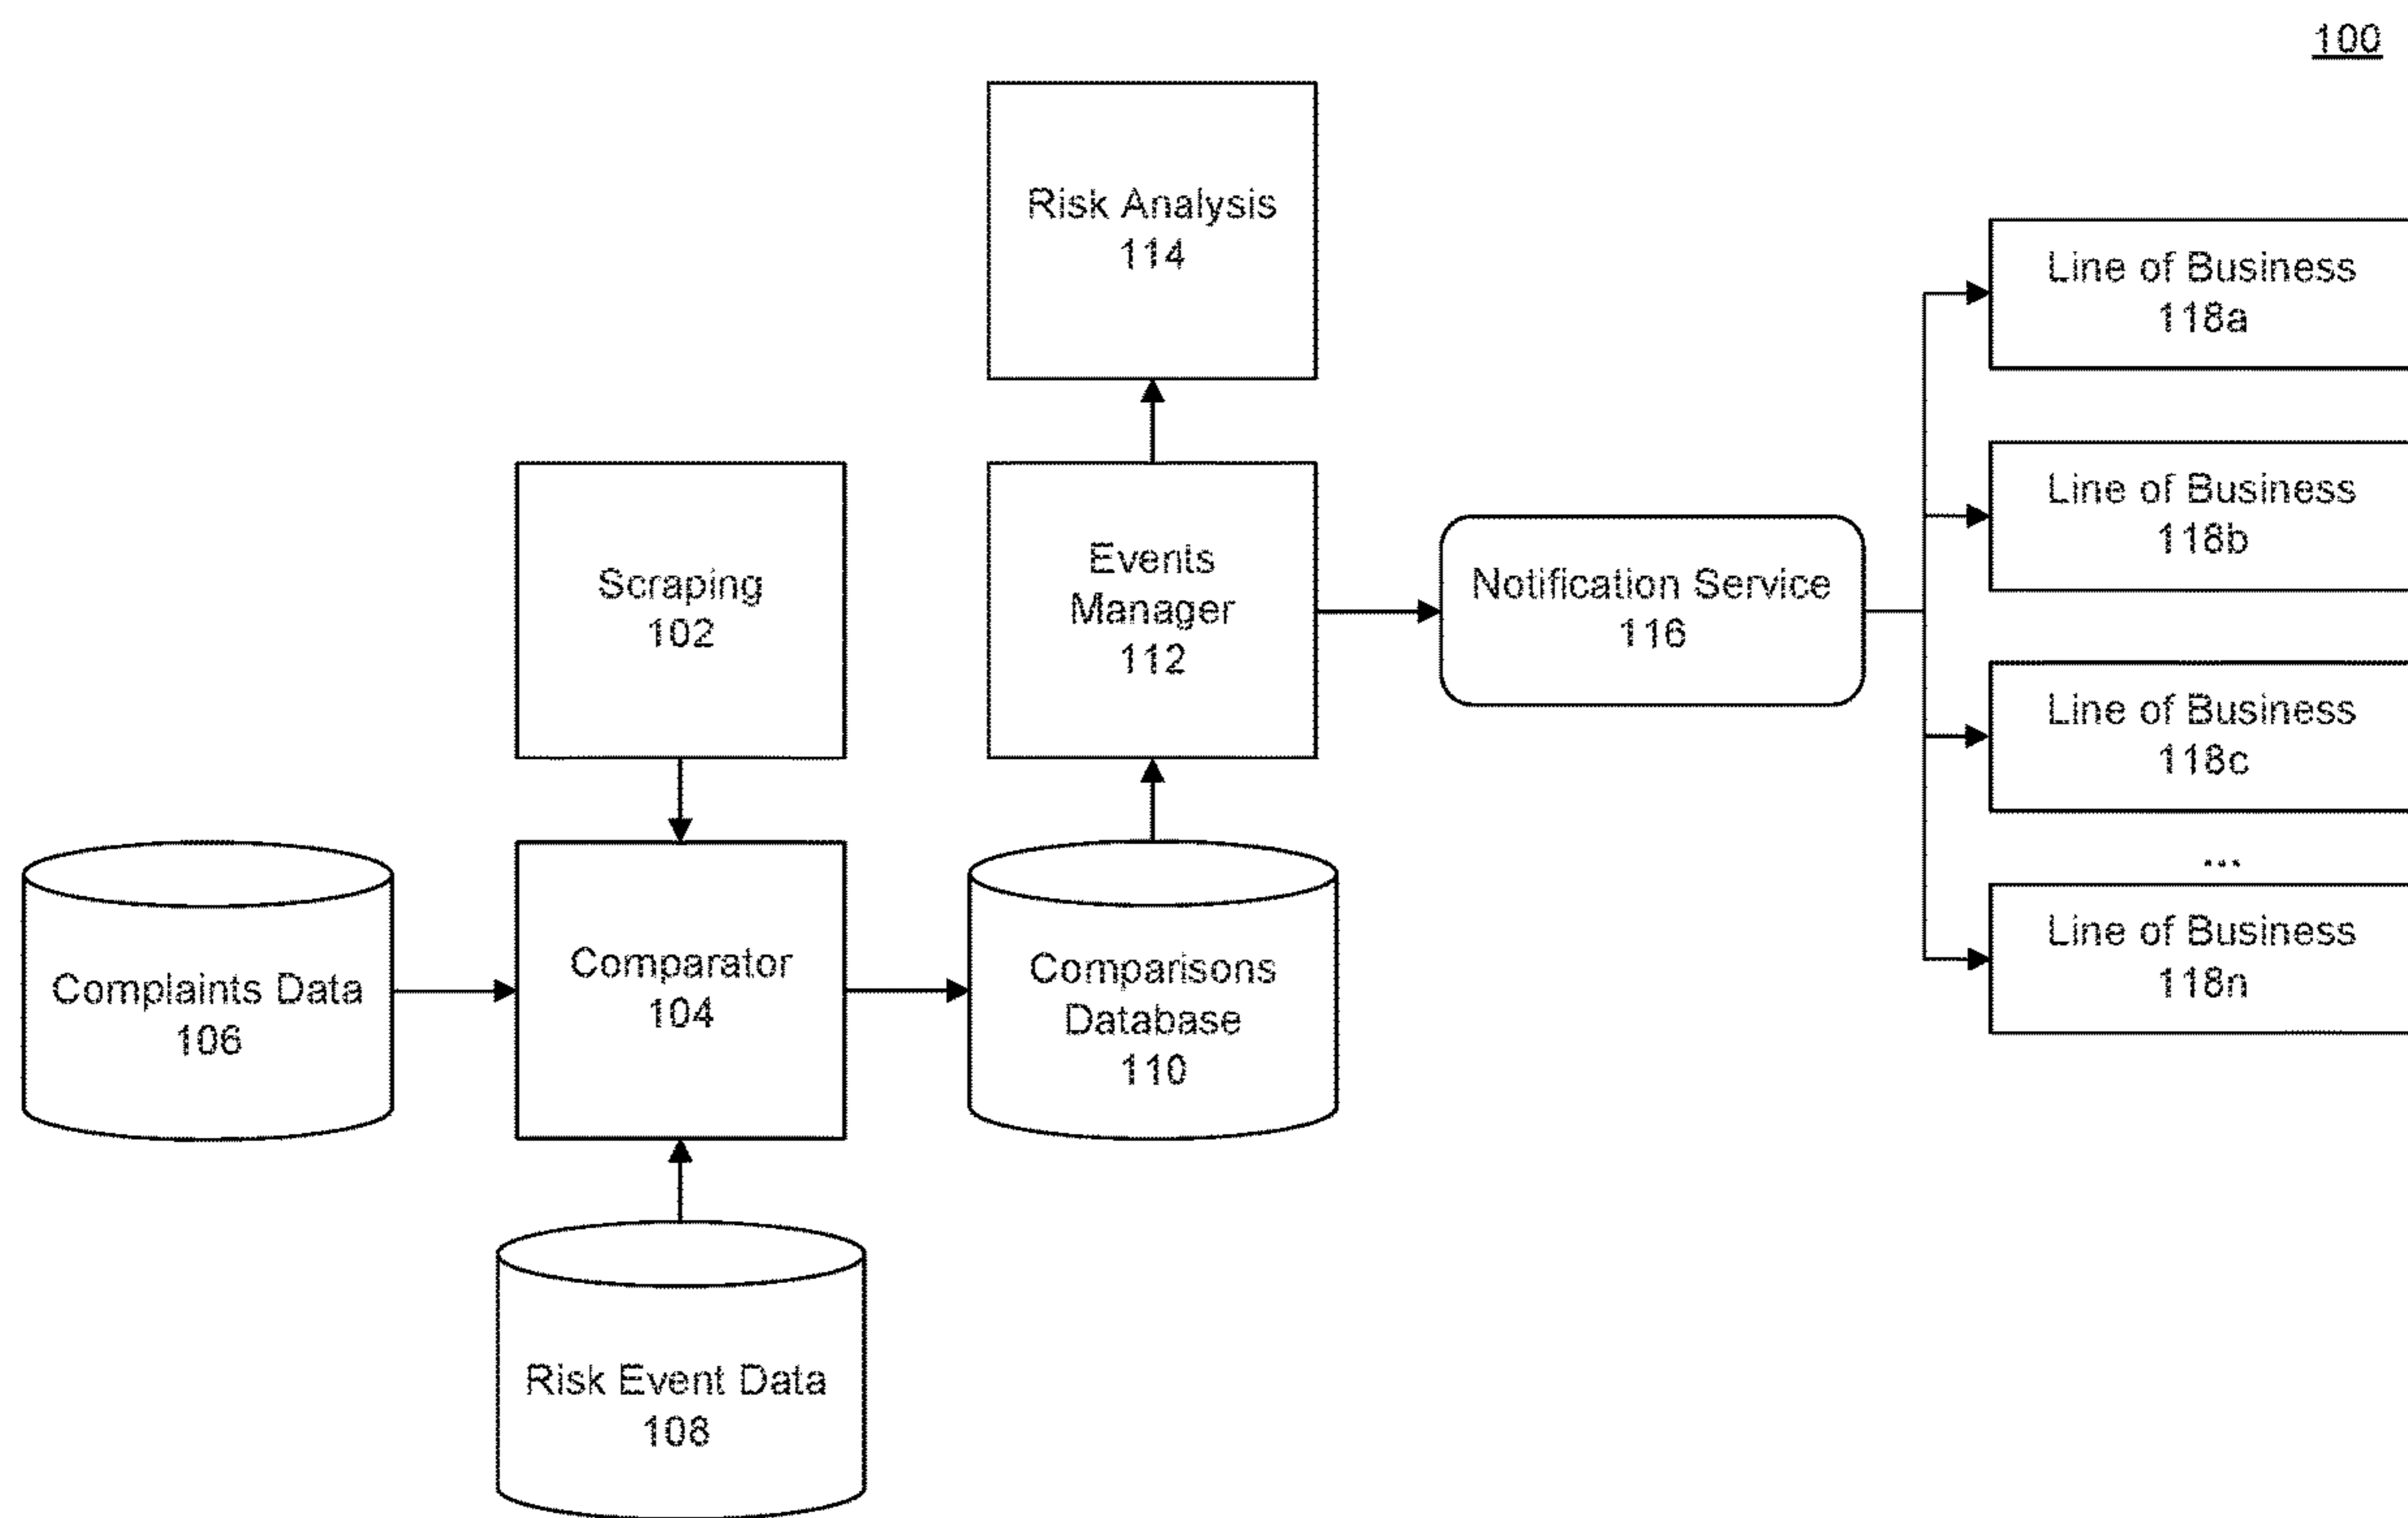 100
Risk Analysis
114
Line of Business
118a
Line of Business
118b
Scraping
102
Events
Manager
112
Notification Service
116
Line of Business
118c
...
Line of Business
118n
Complaints Data
106
Comparator
104
Comparisons
Database
110
Risk Event Data
108